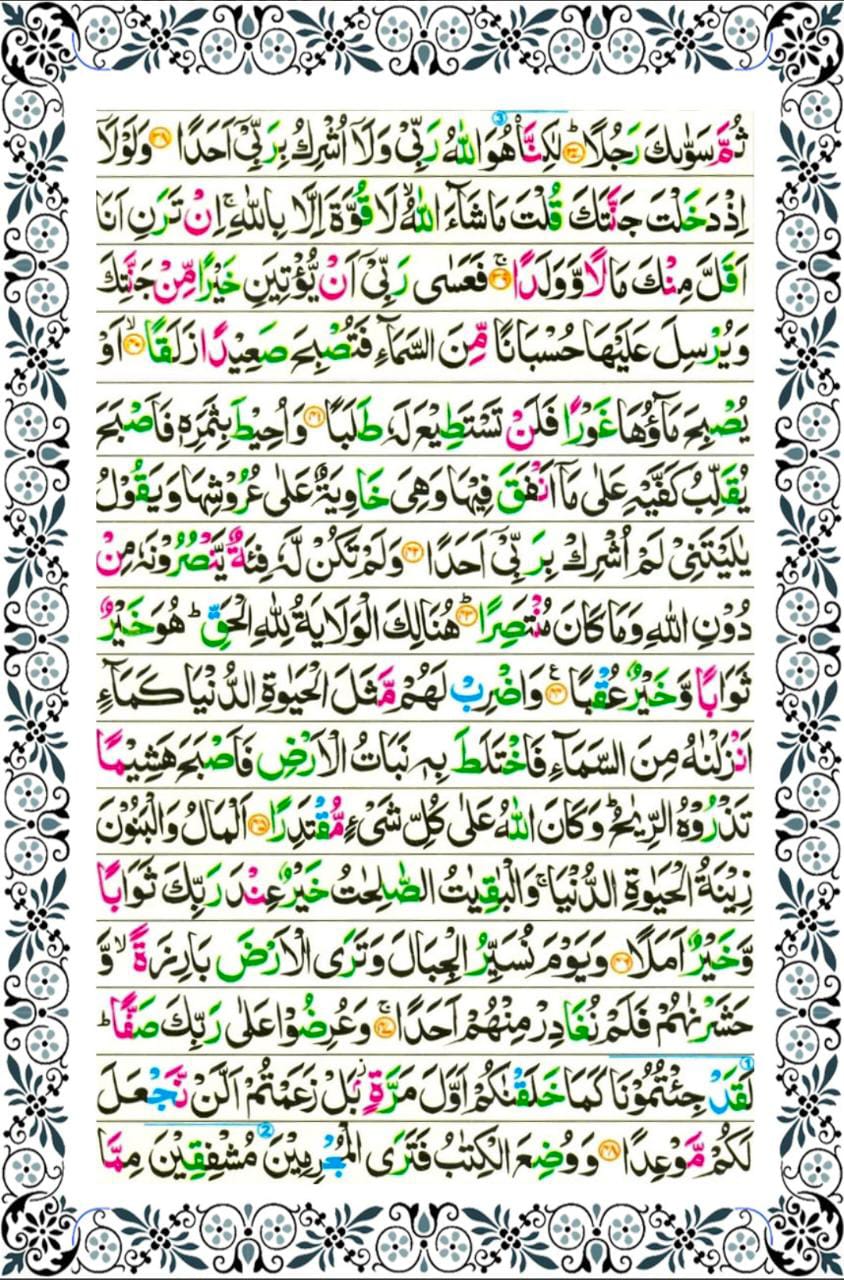 ثُمَّ سَوّٰىكَ رَجُلًا ؕ﴿۳۷﴾ لٰكِنَّا۠ هُوَ اللّٰهُ رَبِّیْ وَلَاۤ اُشْرِكُ بِرَبِّیْۤ اَحَدًا ﴿۳۸﴾ وَلَوْلَاۤ
اِذْ دَخَلْتَ جَنَّتَكَ قُلْتَ مَا شَآءَ اللّٰهُ ۙ لَا قُوَّةَ اِلَّا بِاللّٰهِ ۚ اِنْ تَرَنِ اَنَا
اَقَلَّ مِنْكَ مَالًا وَّوَلَدًا ۚ﴿۳۹﴾ فَعَسٰی رَبِّیْۤ اَنْ یُّؤْتِیَنِ خَیْرًا مِّنْ جَنَّتِكَ
وَیُرْسِلَ عَلَیْهَا حُسْبَانًا مِّنَ السَّمَآءِ فَتُصْبِحَ صَعِیْدًا زَلَقًا ۙ﴿۴۰﴾ اَوْ
یُصْبِحَ مَآؤُهَا غَوْرًا فَلَنْ تَسْتَطِیْعَ لَهٗ طَلَبًا ﴿۴۱﴾ وَاُحِیْطَ بِثَمَرِهٖ فَاَصْبَحَ
یُقَلِّبُ كَفَّیْهِ عَلٰی مَاۤ اَنْفَقَ فِیْهَا وَهِیَ خَاوِیَةٌ عَلٰی عُرُوْشِهَا وَیَقُوْلُ
یٰلَیْتَنِیْ لَمْ اُشْرِكْ بِرَبِّیْۤ اَحَدًا ﴿۴۲﴾ وَلَمْ تَكُنْ لَّهٗ فِئَةٌ یَّنْصُرُوْنَهٗ مِنْ
دُوْنِ اللّٰهِ وَمَا كَانَ مُنْتَصِرًا ؕ﴿۴۳﴾ هُنَالِكَ الْوَلَایَةُ لِلّٰهِ الْحَقِّ ؕ هُوَ خَیْرٌ
ثَوَابًا وَّخَیْرٌ عُقْبًا ﴿۴۴﴾ ع وَاضْرِبْ لَهُمْ مَّثَلَ الْحَیٰوةِ الدُّنْیَا كَمَآءٍ
اَنْزَلْنٰهُ مِنَ السَّمَآءِ فَاخْتَلَطَ بِهٖ نَبَاتُ الْاَرْضِ فَاَصْبَحَ هَشِیْمًا
تَذْرُوْهُ الرِّیٰحُ ؕ وَكَانَ اللّٰهُ عَلٰی كُلِّ شَیْءٍ مُّقْتَدِرًا ﴿۴۵﴾ اَلْمَالُ وَالْبَنُوْنَ
زِیْنَةُ الْحَیٰوةِ الدُّنْیَا ۚ وَالْبٰقِیٰتُ الصّٰلِحٰتُ خَیْرٌ عِنْدَ رَبِّكَ ثَوَابًا
وَّخَیْرٌ اَمَلًا ﴿۴۶﴾ وَیَوْمَ نُسَیِّرُ الْجِبَالَ وَتَرَی الْاَرْضَ بَارِزَةً ۙ وَّ
حَشَرْنٰهُمْ فَلَمْ نُغَادِرْ مِنْهُمْ اَحَدًا ۚ﴿۴۷﴾ وَعُرِضُوْا عَلٰی رَبِّكَ صَفًّا ؕ
لَقَدْ جِئْتُمُوْنَا كَمَا خَلَقْنٰكُمْ اَوَّلَ مَرَّةٍۭ ؗ بَلْ زَعَمْتُمْ اَلَّنْ نَّجْعَلَ
لَكُمْ مَّوْعِدًا ﴿۴۸﴾ وَوُضِعَ الْكِتٰبُ فَتَرَی الْمُجْرِمِیْنَ مُشْفِقِیْنَ مِمَّا